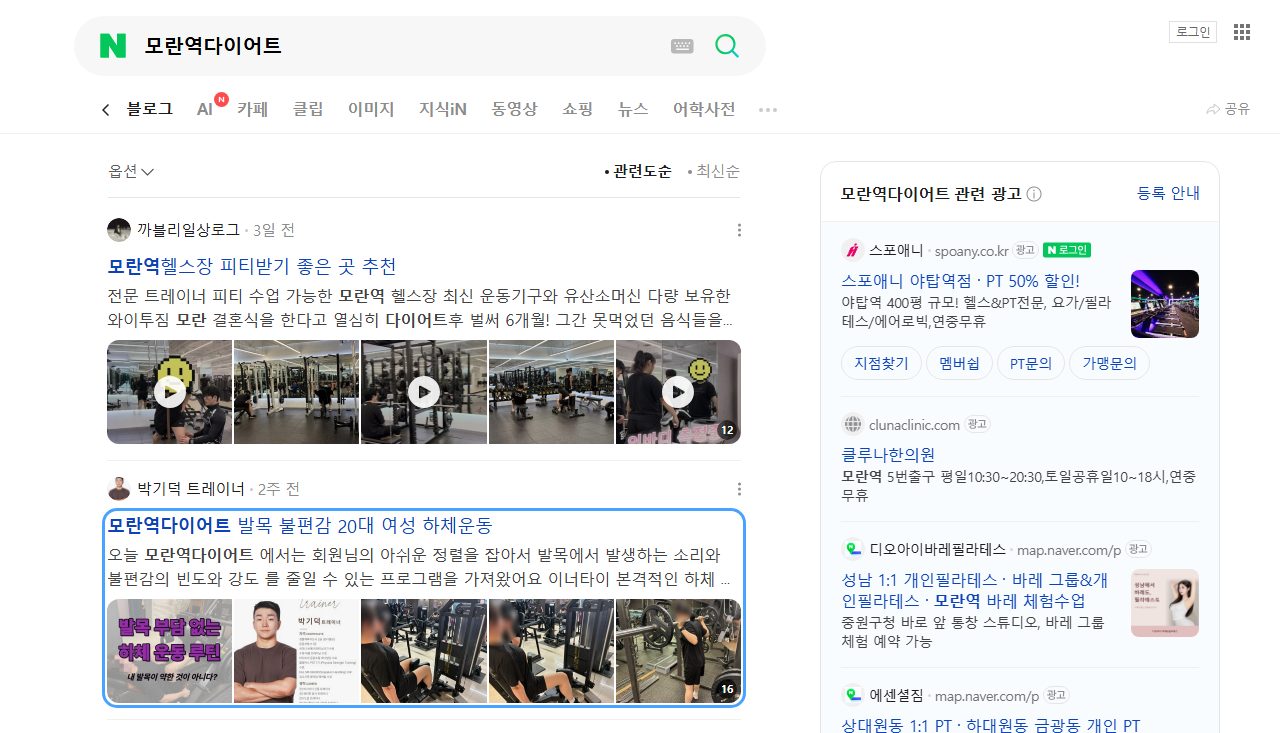 N 모란역다이어트
로그인
블로그 AI N 카페 클립 이미지 지식iN 동영상 쇼핑 뉴스 어학사전
공유
옵션
• 관련도순 • 최신순
까블리일상로그 · 3일 전
모란역헬스장 피티받기 좋은 곳 추천
전문 트레이너 피티 수업 가능한 모란역 헬스장 최신 운동기구와 유산소머신 다량 보유한
와이투짐 모란 결혼식을 한다고 열심히 다이어트후 벌써 6개월! 그간 못먹었던 음식들을...
12
박기덕 트레이너 · 2주 전
모란역다이어트 발목 불편감 20대 여성 하체운동
오늘 모란역다이어트 에서는 회원님의 아쉬운 정렬을 잡아서 발목에서 발생하는 소리와
불편감의 빈도와 강도 를 줄일 수 있는 프로그램을 가져왔어요 이너타이 본격적인 하체 ...
발목 부담 없는
하체 운동 루틴
내 발목이 약한 것이 아니다?
trainer
박기덕트레이너
16
모란역다이어트 관련 광고
등록 안내
스포애니 · spoany.co.kr 광고 N 로그인
스포애니 야탑역점 · PT 50% 할인!
야탑역 400평 규모! 헬스&PT전문, 요가/필라
테스/에어로빅,연중무휴
지점찾기 멤버쉽 PT문의 가맹문의
clunaclinic.com 광고
클루나한의원
모란역 5번출구 평일10:30~20:30,토일공휴일10~18시,연중
무휴
디오아이바레필라테스 · map.naver.com/p 광고
성남 1:1 개인필라테스 · 바레 그룹&개
인필라테스 · 모란역 바레 체험수업
중원구청 바로 앞 통창 스튜디오, 바레 그룹
체험 예약 가능
성남에서
바레도,
필라테스도
에센셜짐 · map.naver.com/p 광고
상대원동 1:1 PT · 하대원동 금광동 개인 PT